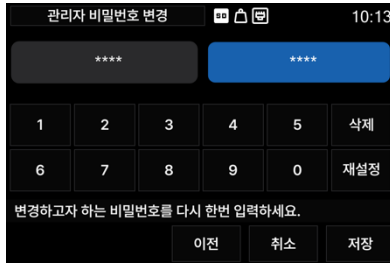 관리자 비밀번호 변경 SD 10:13
**** ****
1 2 3 4 5 삭제
6 7 8 9 0 재설정
변경하고자 하는 비밀번호를 다시 한번 입력하세요.
이전 취소 저장